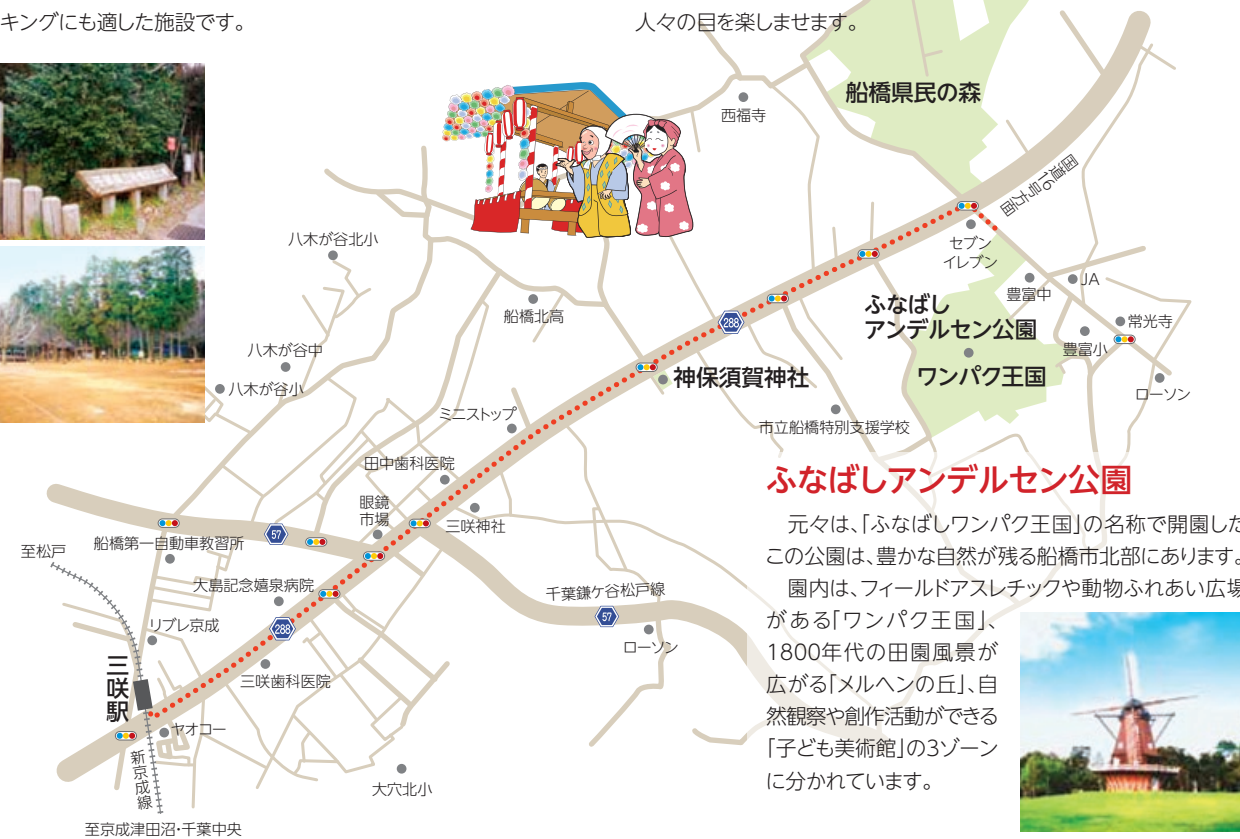 キングにも適した施設です。
人々の目を楽しませます。
船橋県民の森
西福寺
国道16号方面
セブン
イレブン
八木が谷北小
豊富中
JA
船橋北高
ふなばし
アンデルセン公園
常光寺
豊富小
288
八木が谷中
八木が谷小
神保須賀神社
ワンパク王国
ローソン
ミニストップ
市立船橋特別支援学校
田中歯科医院
眼鏡
市場
三咲神社
57
船橋第一自動車教習所
至松戸
大島記念嬉泉病院
千葉鎌ケ谷松戸線
57
リブレ京成
288
ローソン
三咲歯科医院
三咲駅
ヤオコー
新京成線
大穴北小
至京成津田沼・千葉中央
ふなばしアンデルセン公園
元々は、「ふなばしワンパク王国」の名称で開園した
この公園は、豊かな自然が残る船橋市北部にあります。
園内は、フィールドアスレチックや動物ふれあい広場
がある「ワンパク王国」、
1800年代の田園風景が
広がる「メルヘンの丘」、自
然観察や創作活動ができる
「子ども美術館」の3ゾーン
に分かれています。